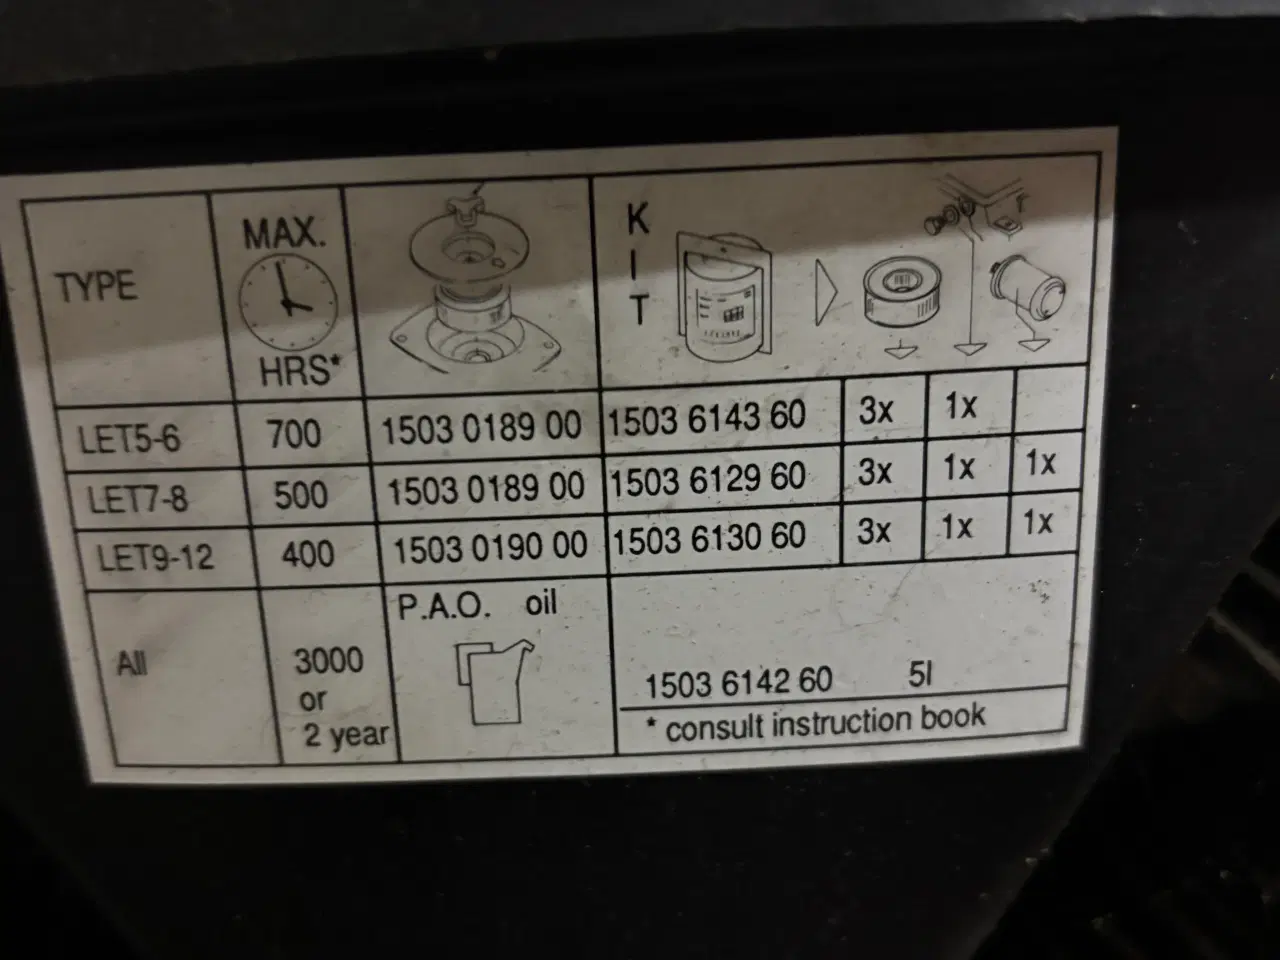 TYPE
MAX.
HRS*
KIT
LET5-6 700 1503 0189 00 1503 6143 60 3x 1x
LET7-8 500 1503 0189 00 1503 6129 60 3x 1x 1x
LET9-12 400 1503 0190 00 1503 6130 60 3x 1x 1x
All
3000
or
2 year
P.A.O. oil
1503 6142 60 5l
* consult instruction book